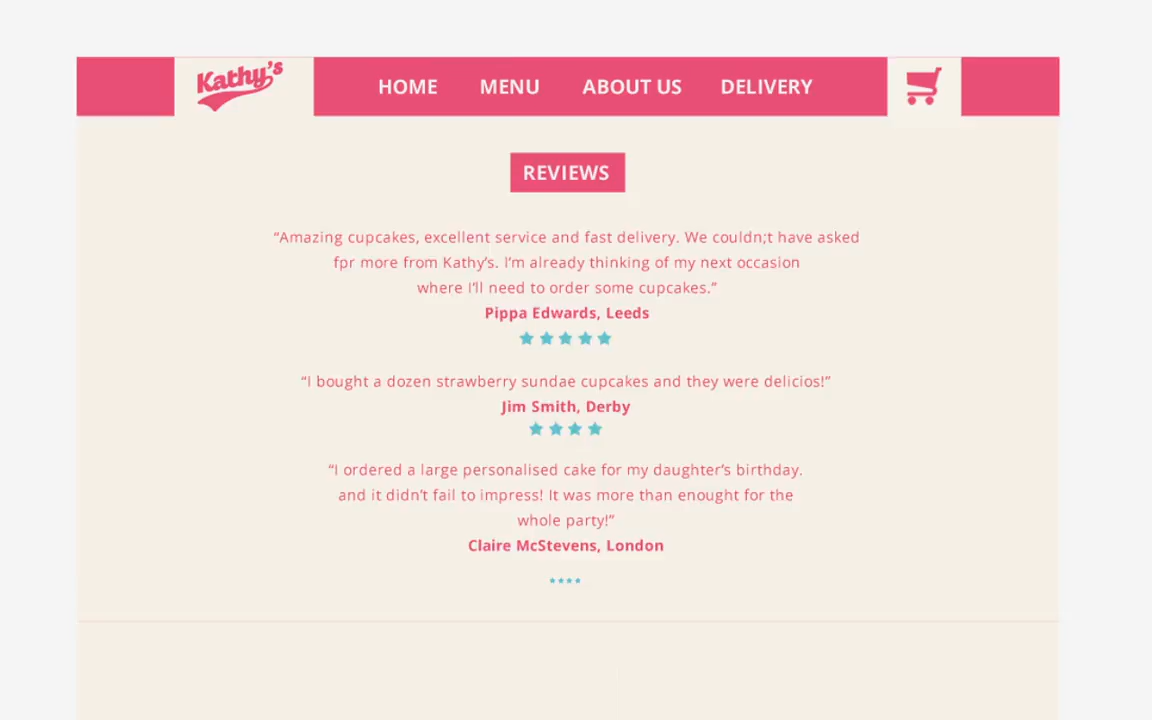 Kathy's
HOME MENU ABOUT US DELIVERY
REVIEWS
“Amazing cupcakes, excellent service and fast delivery. We couldn;t have asked
fpr more from Kathy’s. I’m already thinking of my next occasion
where I’ll need to order some cupcakes.”
Pippa Edwards, Leeds
“I bought a dozen strawberry sundae cupcakes and they were delicios!”
Jim Smith, Derby
“I ordered a large personalised cake for my daughter’s birthday.
and it didn’t fail to impress! It was more than enought for the
whole party!”
Claire McStevens, London